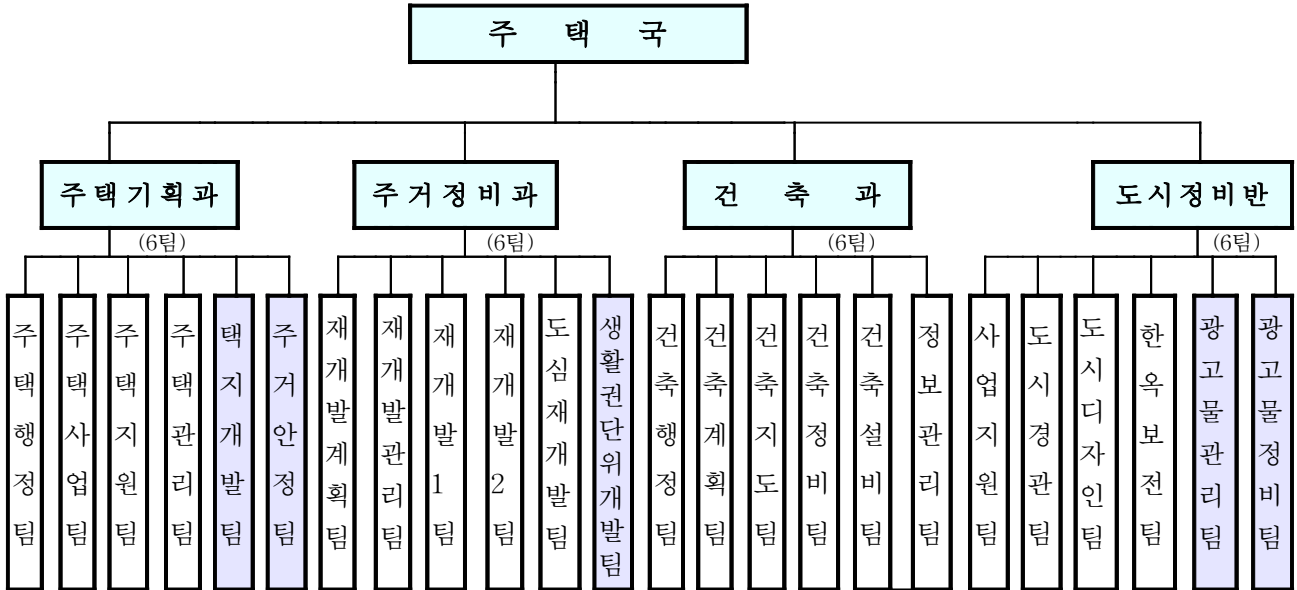 주 택 국
주택기획과
주거정비과
건 축 과
도시정비반
(6팀)
(6팀)
(6팀)
(6팀)
주택행정팀
주택사업팀
주택지원팀
주택관리팀
택지개발팀
주거안정팀
재개발계획팀
재개발관리팀
재개발1팀
재개발2팀
도심재개발팀
생활권단위개발팀
건축행정팀
건축계획팀
건축지도팀
건축정비팀
건축설비팀
정보관리팀
사업지원팀
도시경관팀
도시디자인팀
한옥보전팀
광고물관리팀
광고물정비팀